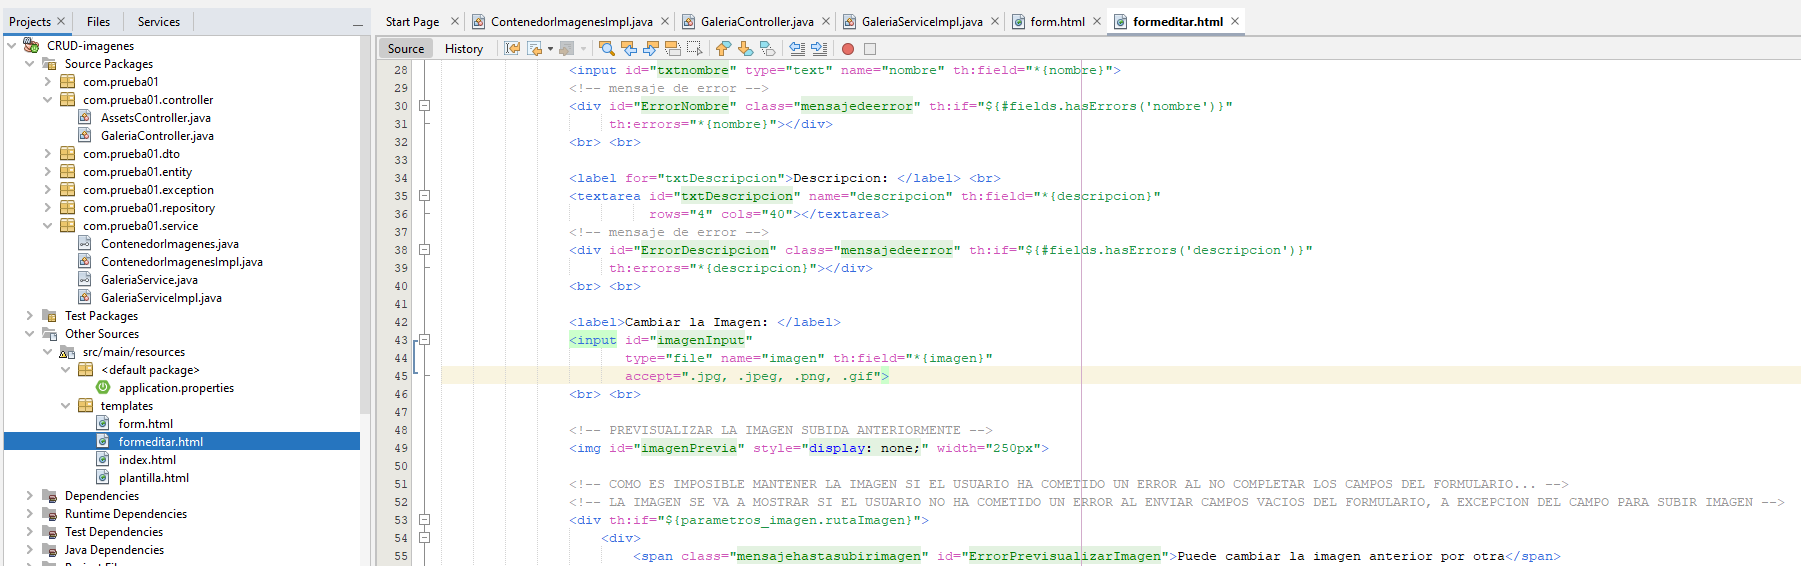 Projects
Files
Services
CRUD-imagenes
Source Packages
com.prueba01
com.prueba01.controller
AssetsController.java
GaleriaController.java
com.prueba01.dto
com.prueba01.entity
com.prueba01.exception
com.prueba01.repository
com.prueba01.service
ContenedorImagenes.java
ContenedorImagenesImpl.java
GaleriaService.java
GaleriaServiceImpl.java
Test Packages
Other Sources
src/main/resources
<default package>
application.properties
templates
form.html
formeditar.html
index.html
plantilla.html
Dependencies
Runtime Dependencies
Test Dependencies
Java Dependencies
Start Page
ContenedorImagenesImpl.java
GaleriaController.java
GaleriaServiceImpl.java
form.html
formeditar.html
Source
History
28 <input id="txtnombre" type="text" name="nombre" th:field="*{nombre}">
29 <!-- mensaje de error -->
30 <div id="ErrorNombre" class="mensajedeerror" th:if="${#fields.hasErrors('nombre')}"
31 th:errors="*{nombre}"></div>
32 <br> <br>
33
34 <label for="txtDescripcion">Descripcion: </label> <br>
35 <textarea id="txtDescripcion" name="descripcion" th:field="*{descripcion}"
36 rows="4" cols="40"></textarea>
37 <!-- mensaje de error -->
38 <div id="ErrorDescripcion" class="mensajedeerror" th:if="${#fields.hasErrors('descripcion')}"
39 th:errors="*{descripcion}"></div>
40 <br> <br>
41
42 <label>Cambiar la Imagen: </label>
43 <input id="imagenInput"
44 type="file" name="imagen" th:field="*{imagen}"
45 accept=".jpg, .jpeg, .png, .gif">
46 <br> <br>
47
48 <!-- PREVISUALIZAR LA IMAGEN SUBIDA ANTERIORMENTE -->
49 <img id="imagenPrevia" style="display: none;" width="250px">
50
51 <!-- COMO ES IMPOSIBLE MANTENER LA IMAGEN SI EL USUARIO HA COMETIDO UN ERROR AL NO COMPLETAR LOS CAMPOS DEL FORMULARIO... -->
52 <!-- LA IMAGEN SE VA A MOSTRAR SI EL USUARIO NO HA COMETIDO UN ERROR AL ENVIAR CAMPOS VACIOS DEL FORMULARIO, A EXCEPCION DEL CAMPO PARA SUBIR IMAGEN -->
53 <div th:if="${parametros_imagen.rutaImagen}">
54 <div>
55 <span class="mensajehastasubirimagen" id="ErrorPrevisualizarImagen">Puede cambiar la imagen anterior por otra</span>